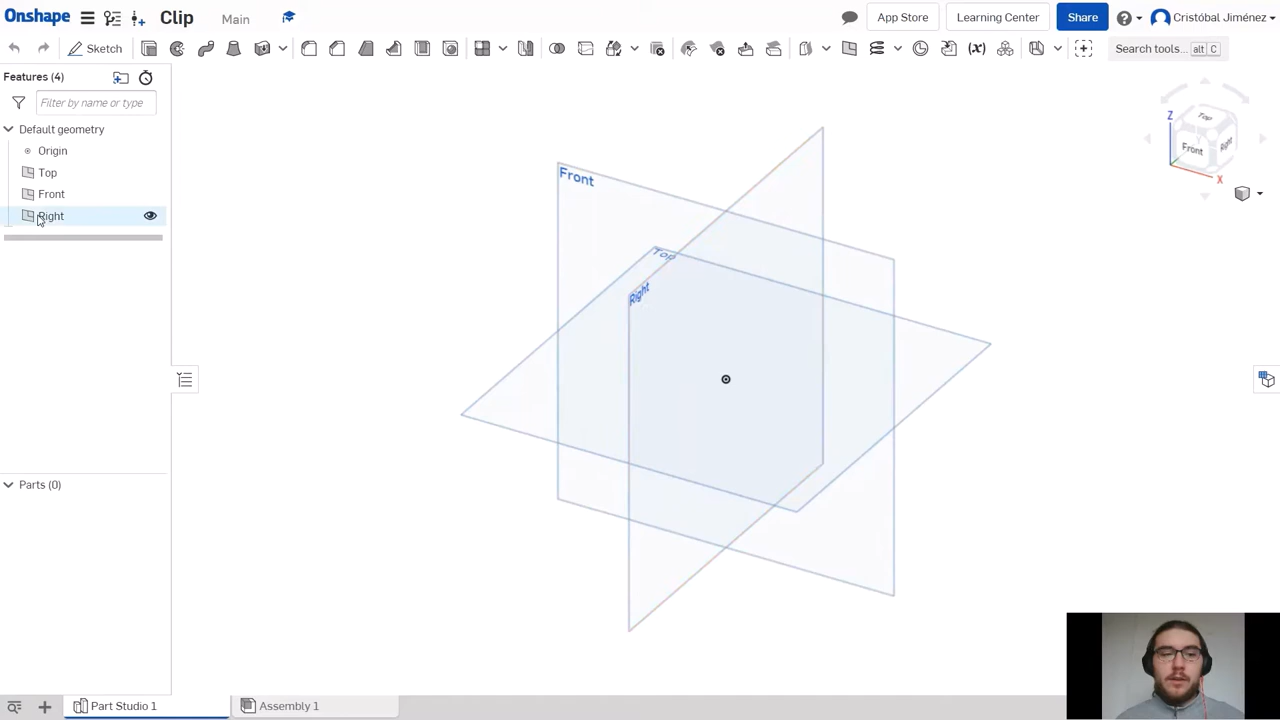 Onshape Clip Main App Store Learning Center Share Cristóbal Jiménez
Sketch Search tools... alt C
Features (4)
Filter by name or type
Default geometry
Origin
Top
Front
Right
Parts (0)
Front
Top
Right
Z
Top
Front
Right
X
Part Studio 1 Assembly 1